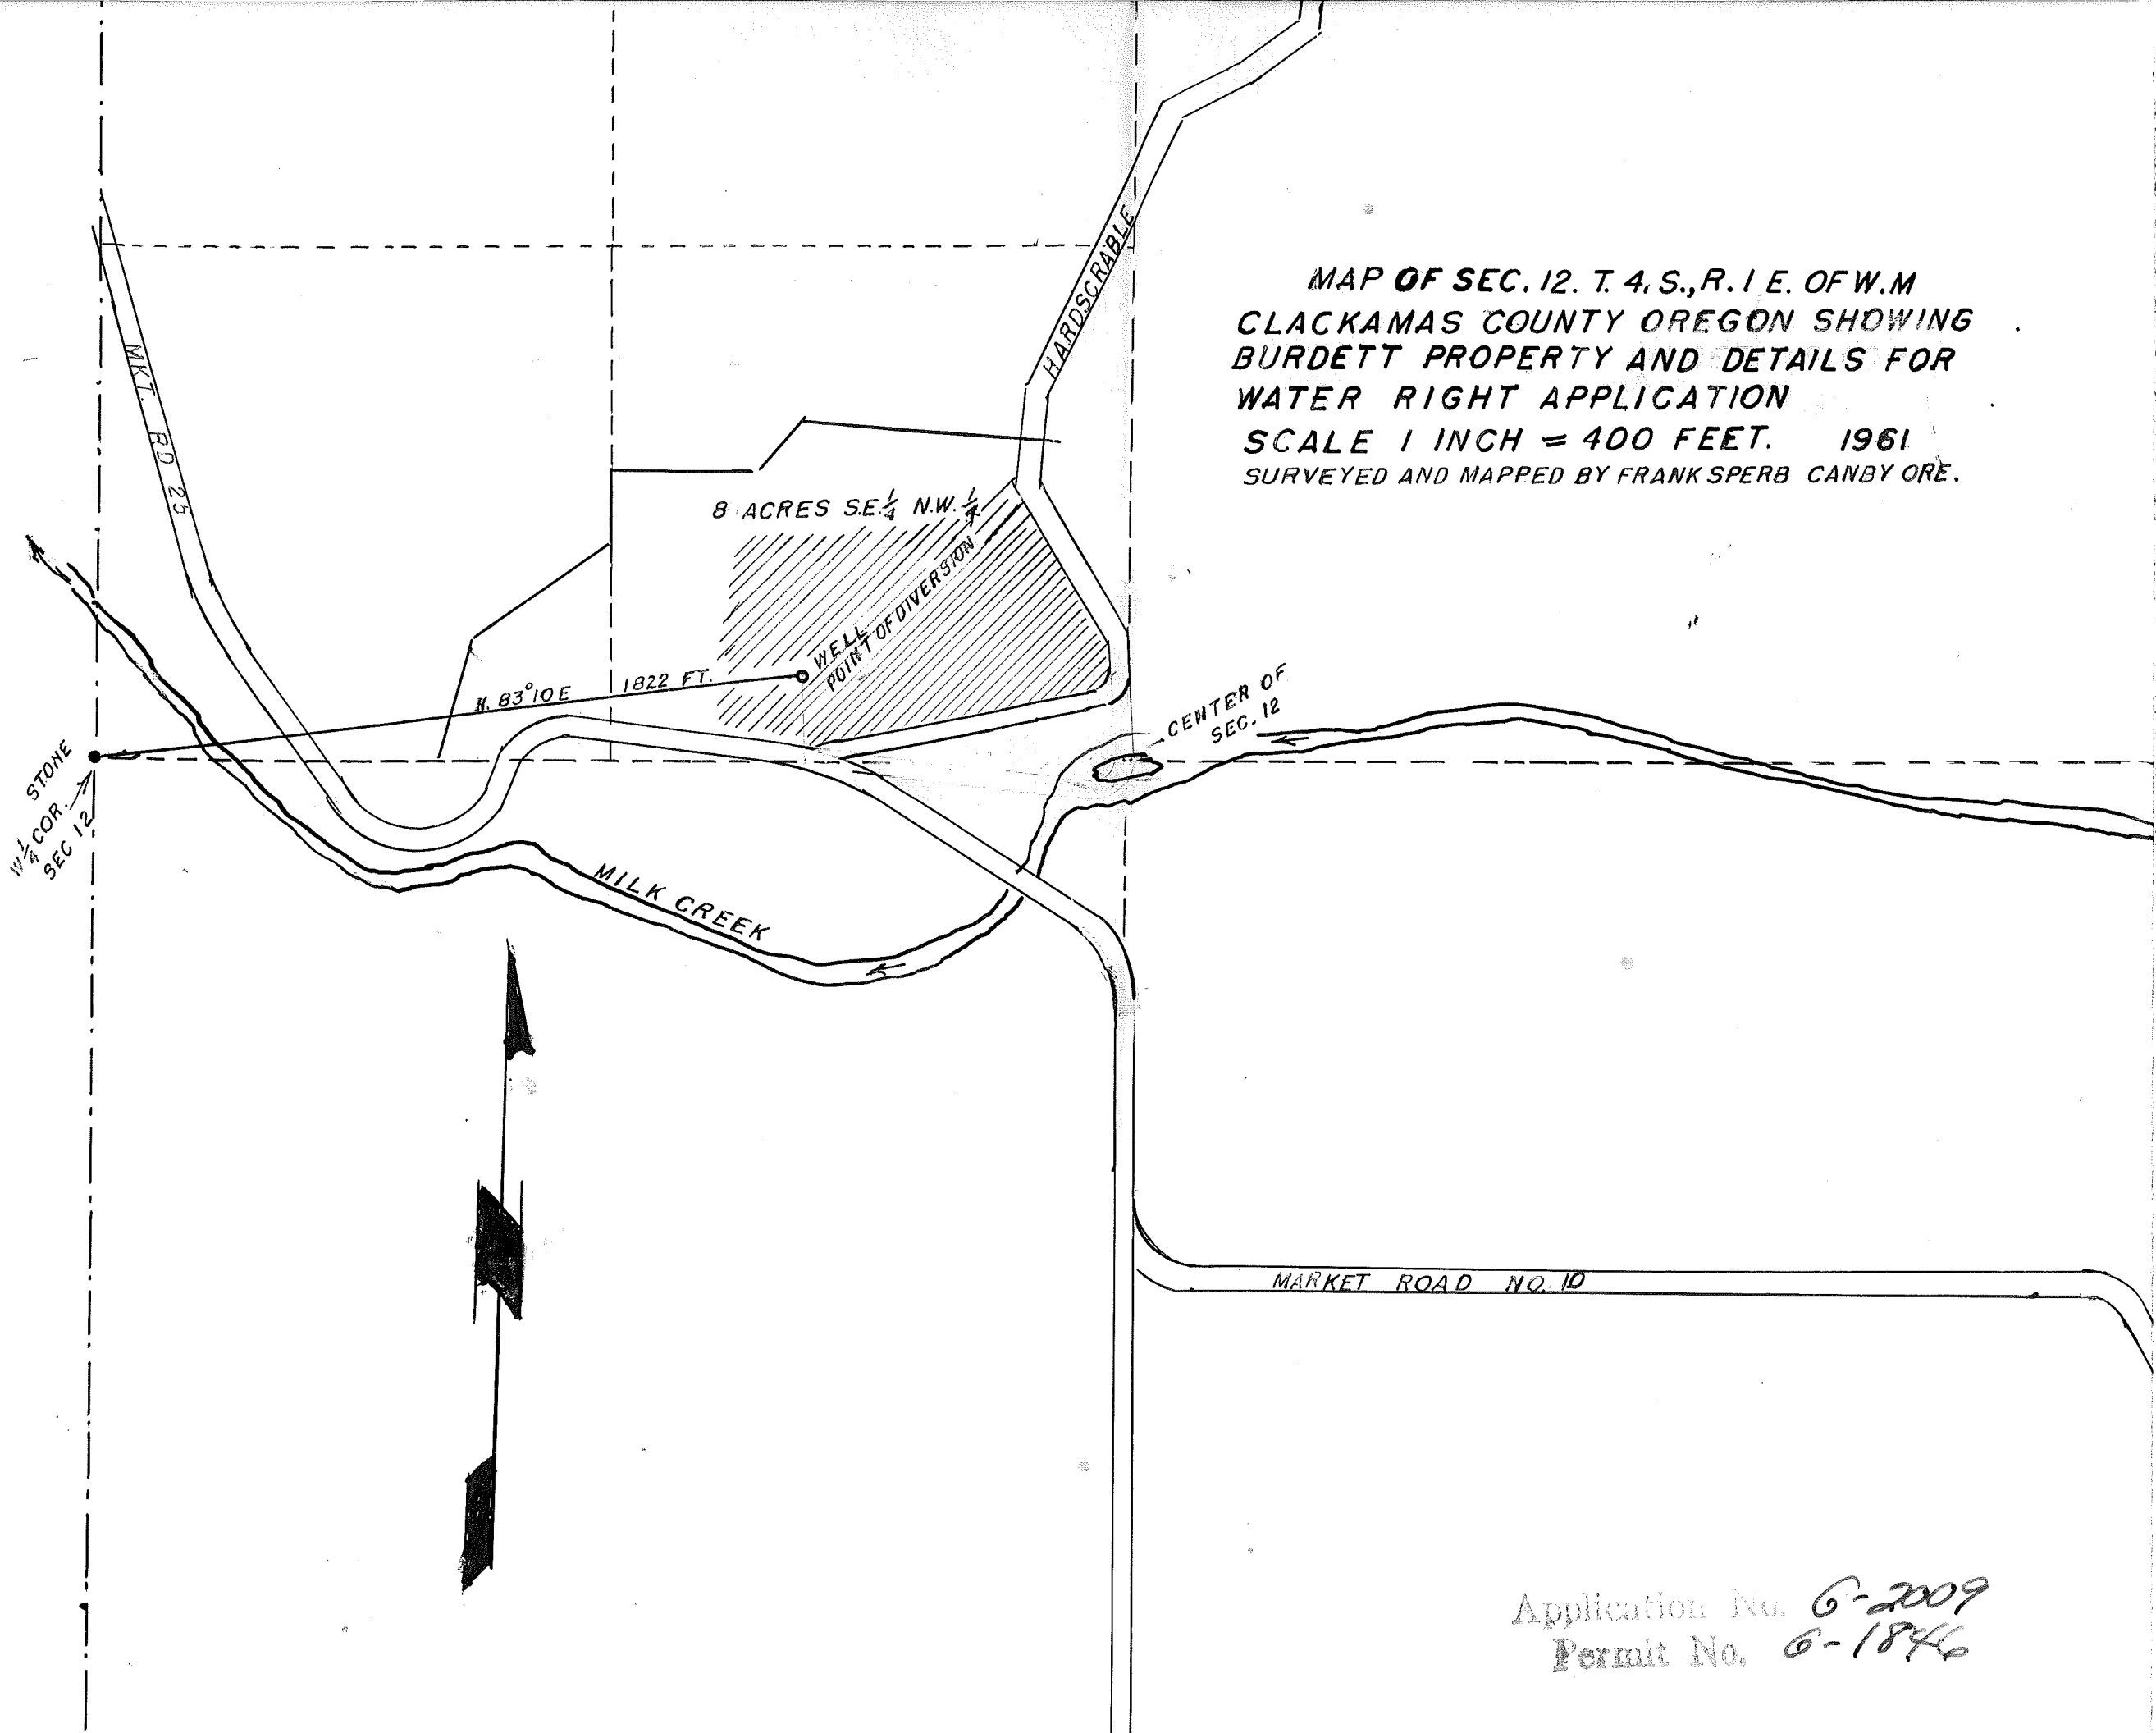 MAP OF SEC. 12. T. 4. S., R. 1 E. OF W.M
CLACKAMAS COUNTY OREGON SHOWING
BURDETT PROPERTY AND DETAILS FOR
WATER RIGHT APPLICATION
SCALE 1 INCH = 400 FEET. 1961
SURVEYED AND MAPPED BY FRANK SPERB CANBY ORE.
HARDSCRABLE
MKT. RD 25
8 ACRES S.E. 1/4 N.W. 1/4
WELL
POINT OF DIVERSION
N. 83°10 E 1822 FT.
CENTER OF
SEC. 12
STONE
W 1/4 COR.
SEC 12
MILK CREEK
MARKET ROAD NO. 10
Application No. G-2009
Permit No. G-1846